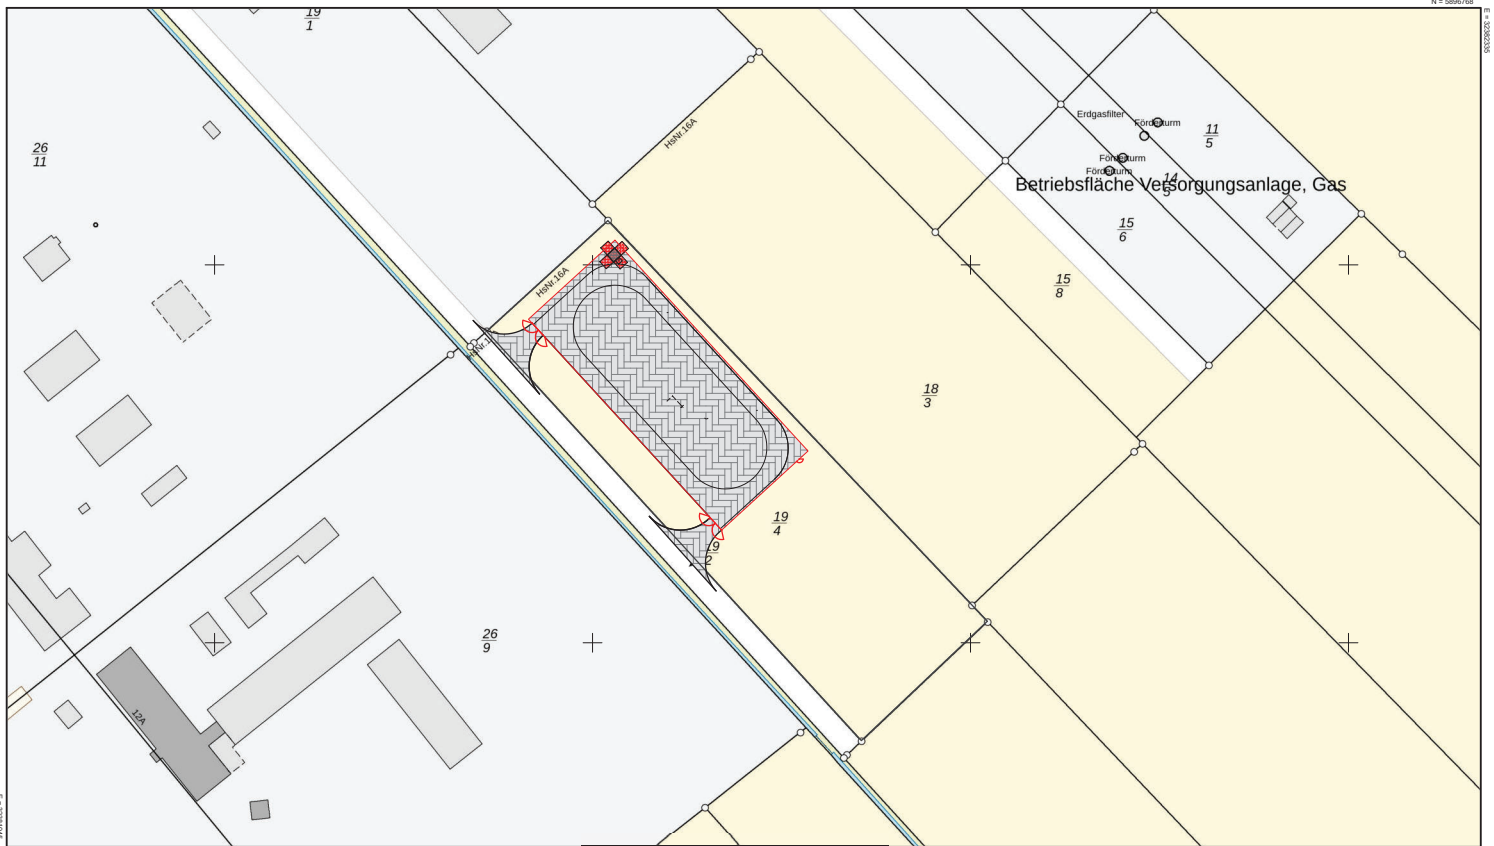 N = 5896768
19
1
Erdgasfilter
Förderturm
11
5
HsNr.16A
26
11
Förderturm
Förderturm
14
5
Betriebsfläche Versorgungsanlage, Gas
15
6
HsNr.16A
15
8
18
3
19
4
19
2
26
9
12A